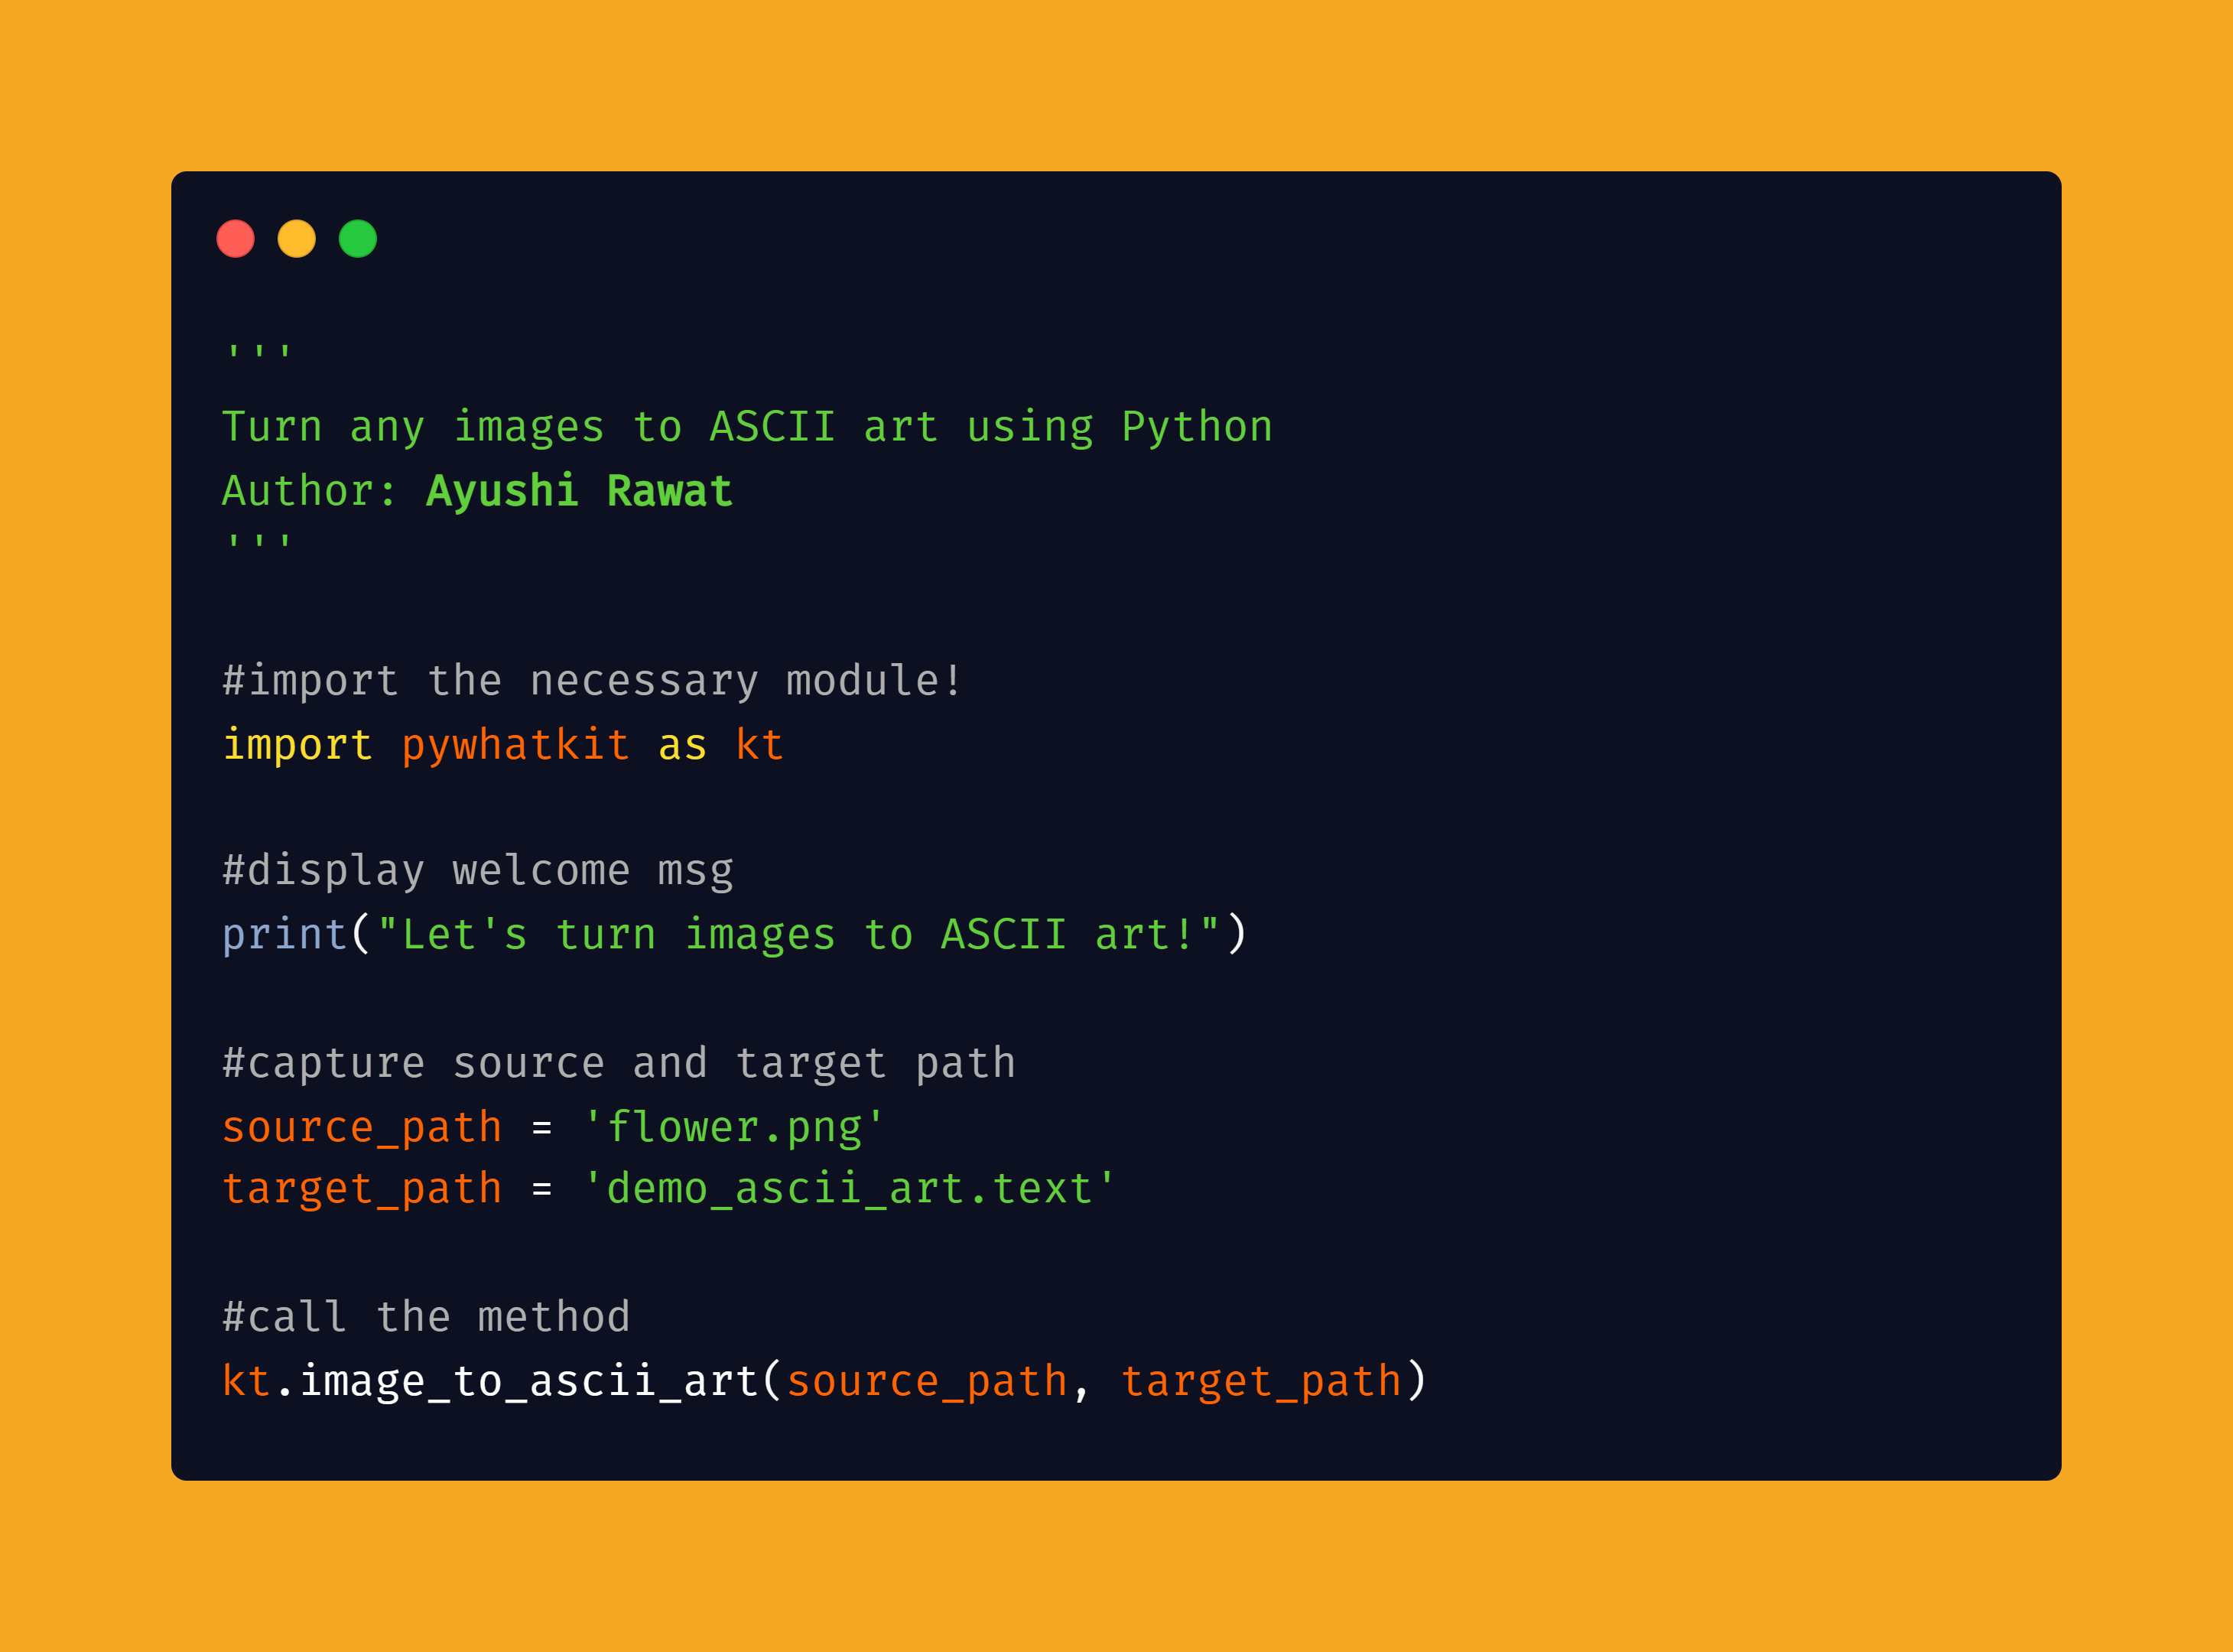 '''
Turn any images to ASCII art using Python
Author: Ayushi Rawat
'''
#import the necessary module!
import pywhatkit as kt
#display welcome msg
print("Let's turn images to ASCII art!")
#capture source and target path
source_path = 'flower.png'
target_path = 'demo_ascii_art.text'
#call the method
kt.image_to_ascii_art(source_path, target_path)